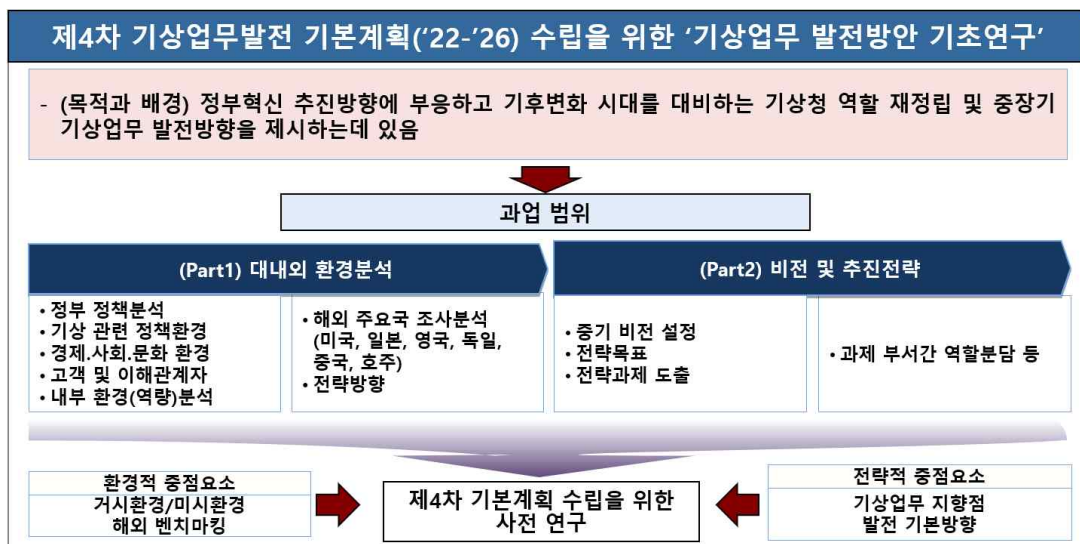 제4차 기상업무발전 기본계획(‘22-’26) 수립을 위한 ‘기상업무 발전방안 기초연구’
- (목적과 배경) 정부혁신 추진방향에 부응하고 기후변화 시대를 대비하는 기상청 역할 재정립 및 중장기
기상업무 발전방향을 제시하는데 있음
과업 범위
(Part1) 대내외 환경분석
• 정부 정책분석
• 기상 관련 정책환경
• 경제.사회.문화 환경
• 고객 및 이해관계자
• 내부 환경(역량)분석
• 해외 주요국 조사분석
(미국, 일본, 영국, 독일,
중국, 호주)
• 전략방향
(Part2) 비전 및 추진전략
• 중기 비전 설정
• 전략목표
• 전략과제 도출
• 과제 부서간 역할분담 등
환경적 중점요소
거시환경/미시환경
해외 벤치마킹
제4차 기본계획 수립을 위한
사전 연구
전략적 중점요소
기상업무 지향점
발전 기본방향